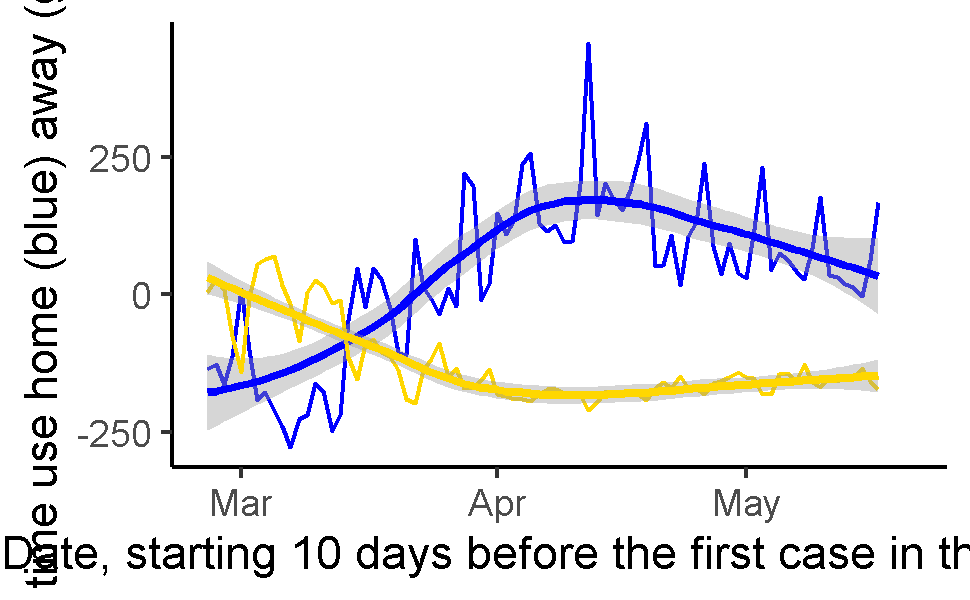 time use home (blue) away (
250
0
-250
Mar Apr May
Date, starting 10 days before the first case in th